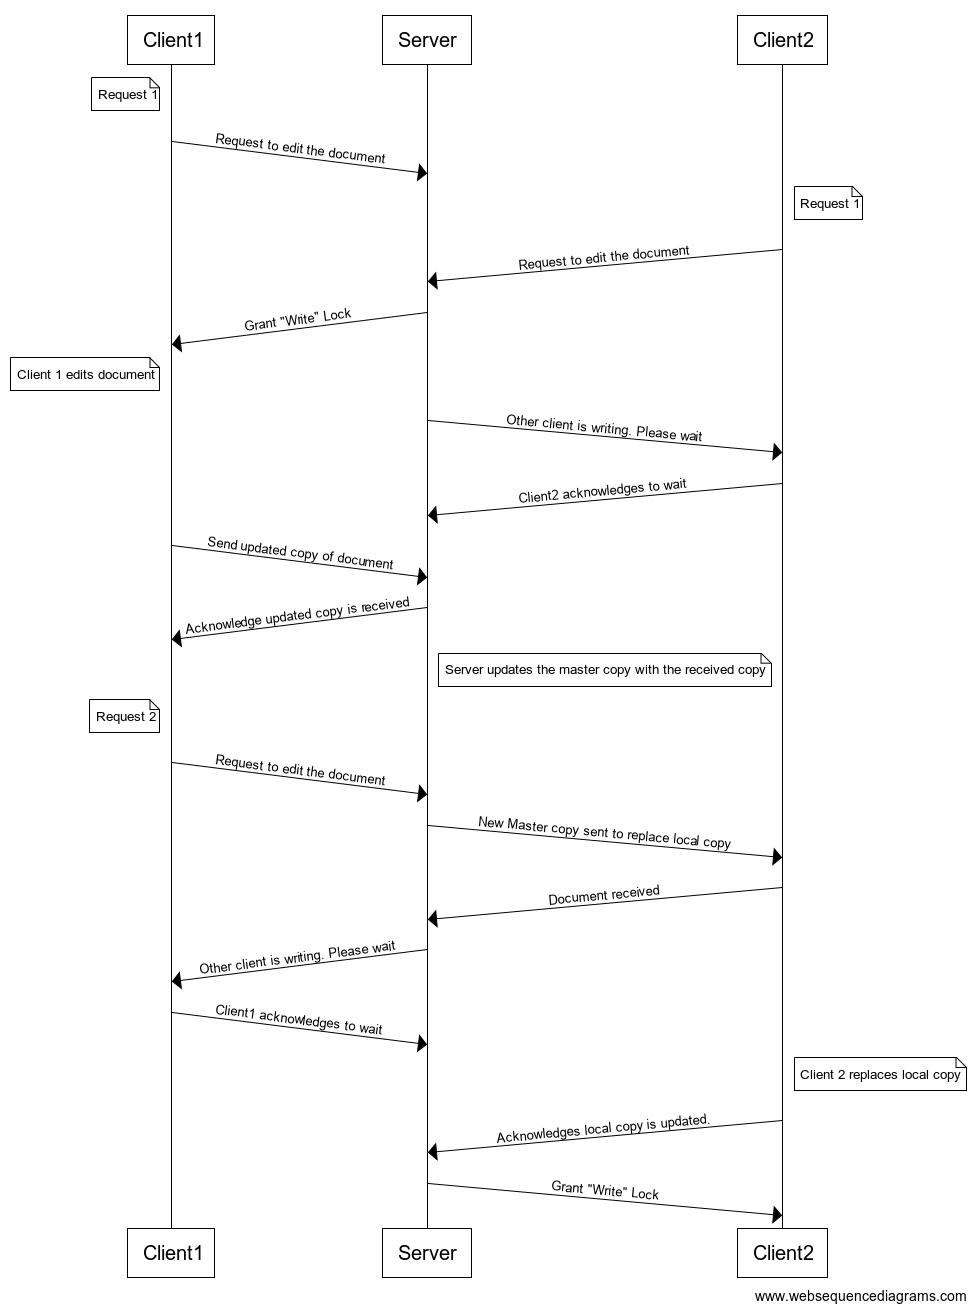 Client1
Server
Client2
Request 1
Request to edit the document
Request 1
Request to edit the document
Grant "Write" Lock
Client 1 edits document
Other client is writing. Please wait
Client2 acknowledges to wait
Send updated copy of document
Acknowledge updated copy is received
Server updates the master copy with the received copy
Request 2
Request to edit the document
New Master copy sent to replace local copy
Document received
Other client is writing. Please wait
Client1 acknowledges to wait
Client 2 replaces local copy
Acknowledges local copy is updated.
Grant "Write" Lock
Client1
Server
Client2
www.websequencediagrams.com